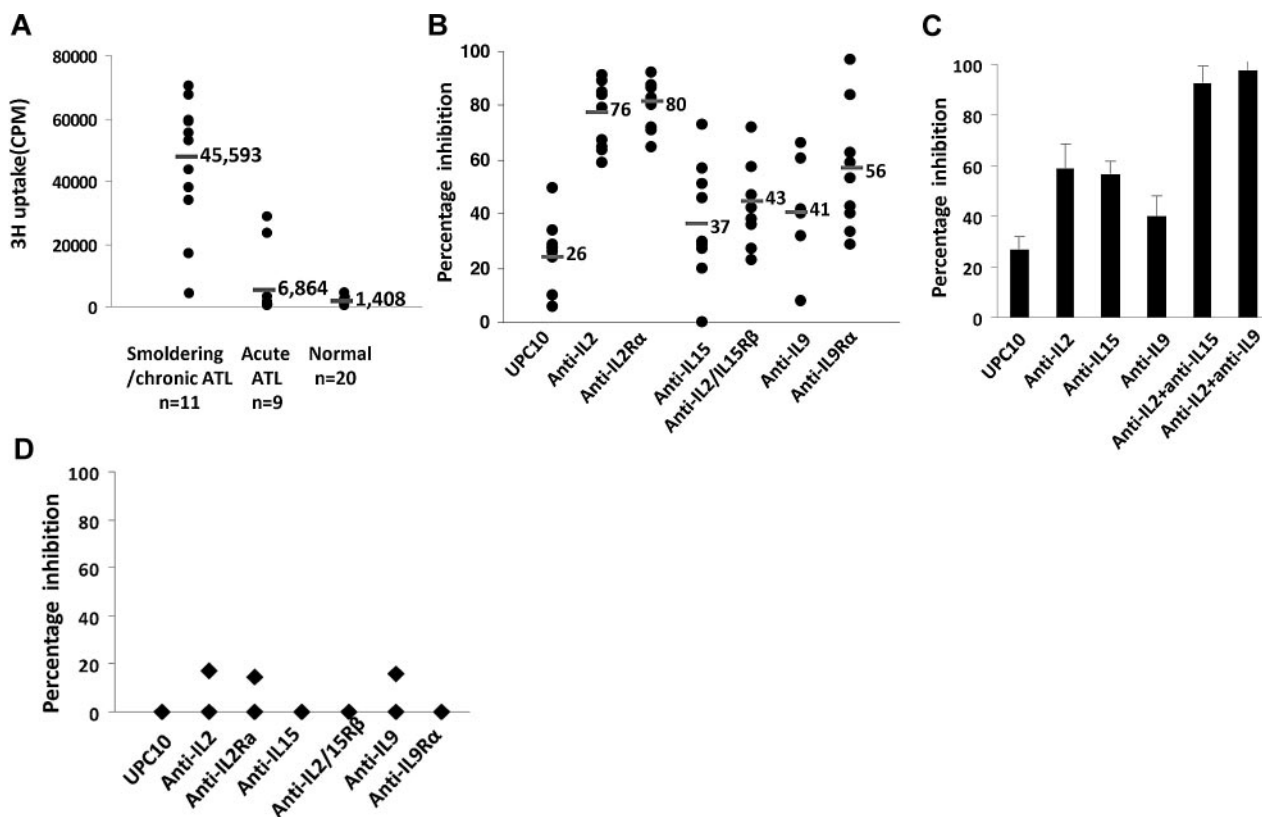 A
3H uptake(CPM)
80000
60000
40000
20000
0
45,593
6,864
1,408
Smoldering
/chronic ATL
n=11
Acute
ATL
n=9
Normal
n=20
B
Percentage inhibition
100
80
60
40
20
0
26
76
80
37
43
41
56
UPC10
Anti-IL2
Anti-IL2Rα
Anti-IL15
Anti-IL2/IL15Rβ
Anti-IL9
Anti-IL9Rα
C
Percentage inhibition
100
80
60
40
20
0
UPC10
Anti-IL2
Anti-IL15
Anti-IL9
Anti-IL2+anti-IL15
Anti-IL2+anti-IL9
D
Percentage inhibition
100
80
60
40
20
0
UPC10
Anti-IL2
Anti-IL2Ra
Anti-IL15
Anti-IL2/15Rβ
Anti-IL9
Anti-IL9Rα